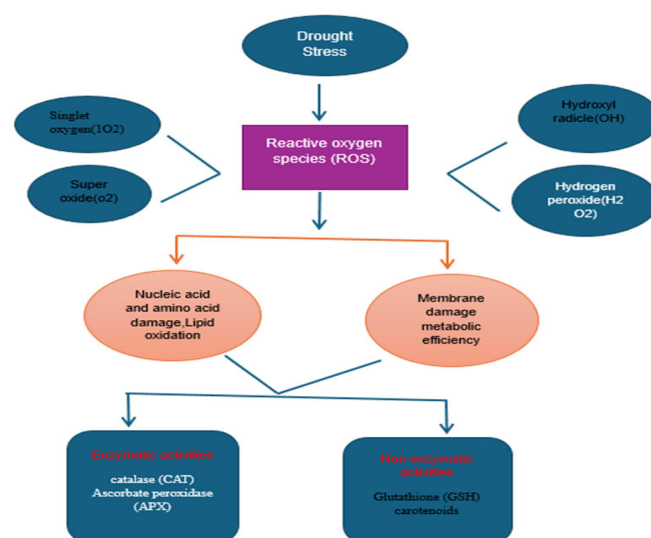 Drought
Stress
Singlet
oxygen(1O2)
Hydroxyl
radicle(OH)
Reactive oxygen
species (ROS)
Super
oxide(o2)
Hydrogen
peroxide(H2
O2)
Nucleic acid
and amino acid
damage,Lipid
oxidation
Membrane
damage
metabolic
efficiency
Enzymatic activities
catalase (CAT)
Ascorbate peroxidase
(APX)
Non enzymatic
activities
Glutathione (GSH)
carotenoids